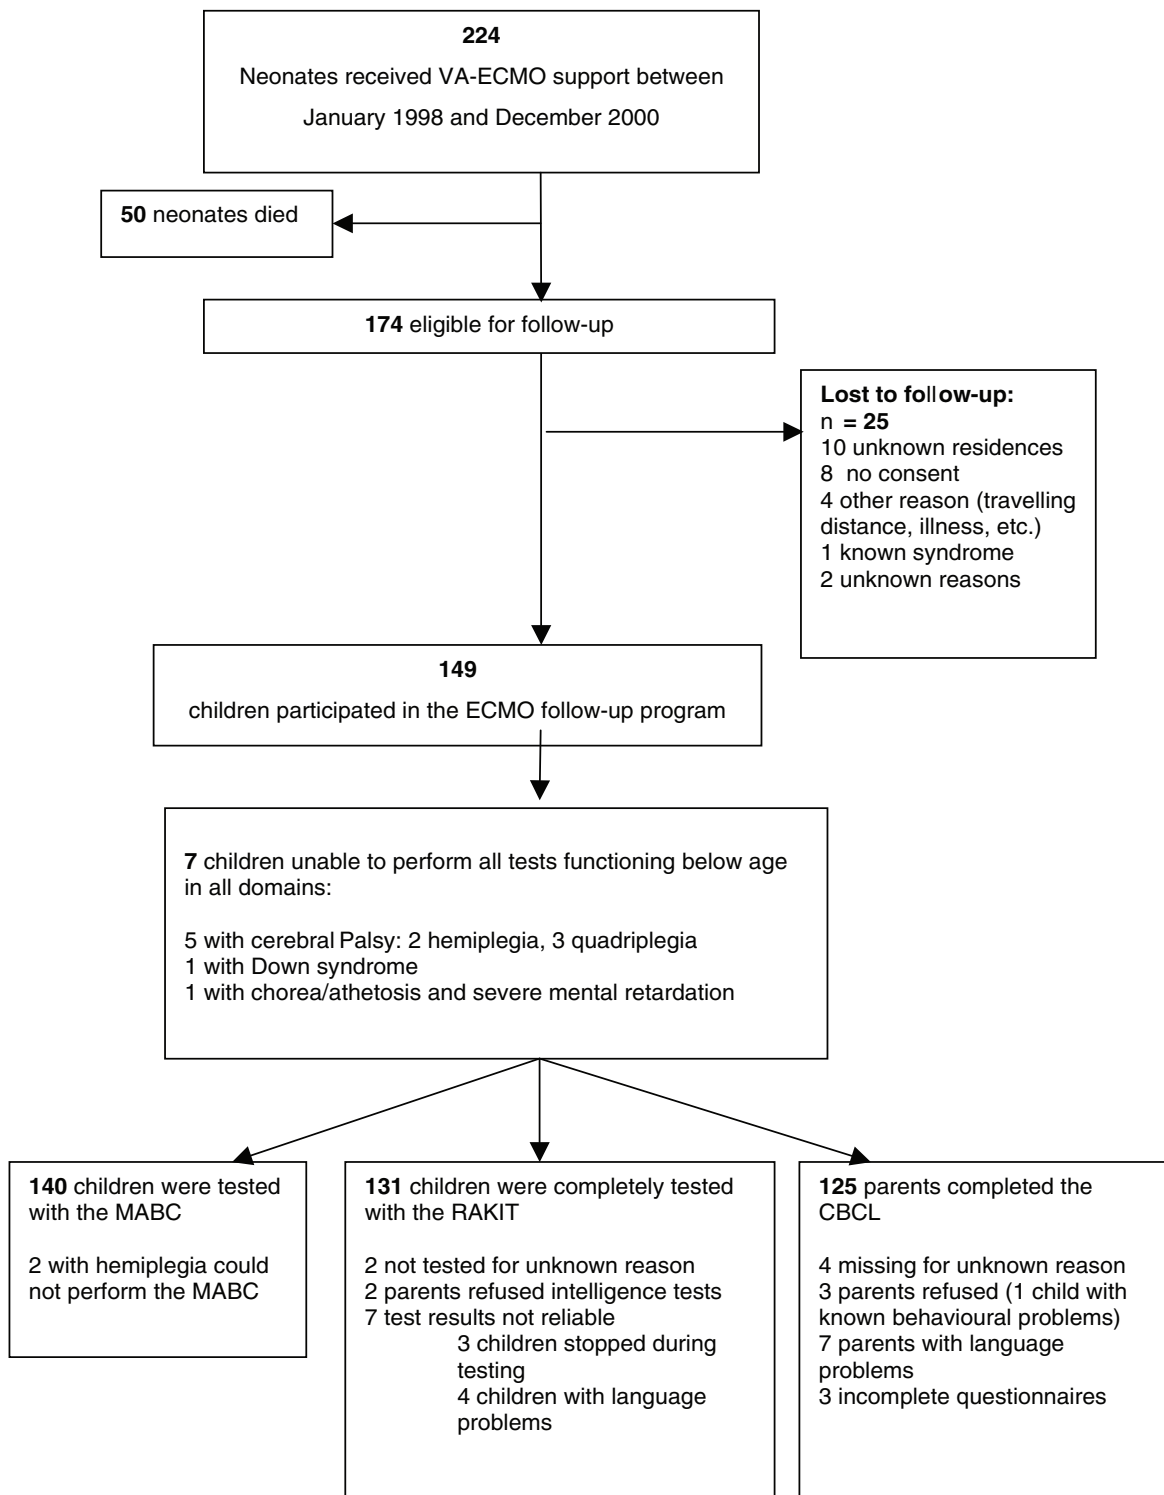 224
Neonates received VA-ECMO support between
January 1998 and December 2000
50 neonates died
174 eligible for follow-up
Lost to follow-up:
n = 25
10 unknown residences
8 no consent
4 other reason (travelling
distance, illness, etc.)
1 known syndrome
2 unknown reasons
149
children participated in the ECMO follow-up program
7 children unable to perform all tests functioning below age
in all domains:
5 with cerebral Palsy: 2 hemiplegia, 3 quadriplegia
1 with Down syndrome
1 with chorea/athetosis and severe mental retardation
140 children were tested
with the MABC
2 with hemiplegia could
not perform the MABC
131 children were completely tested
with the RAKIT
2 not tested for unknown reason
2 parents refused intelligence tests
7 test results not reliable
3 children stopped during
testing
4 children with language
problems
125 parents completed the
CBCL
4 missing for unknown reason
3 parents refused (1 child with
known behavioural problems)
7 parents with language
problems
3 incomplete questionnaires